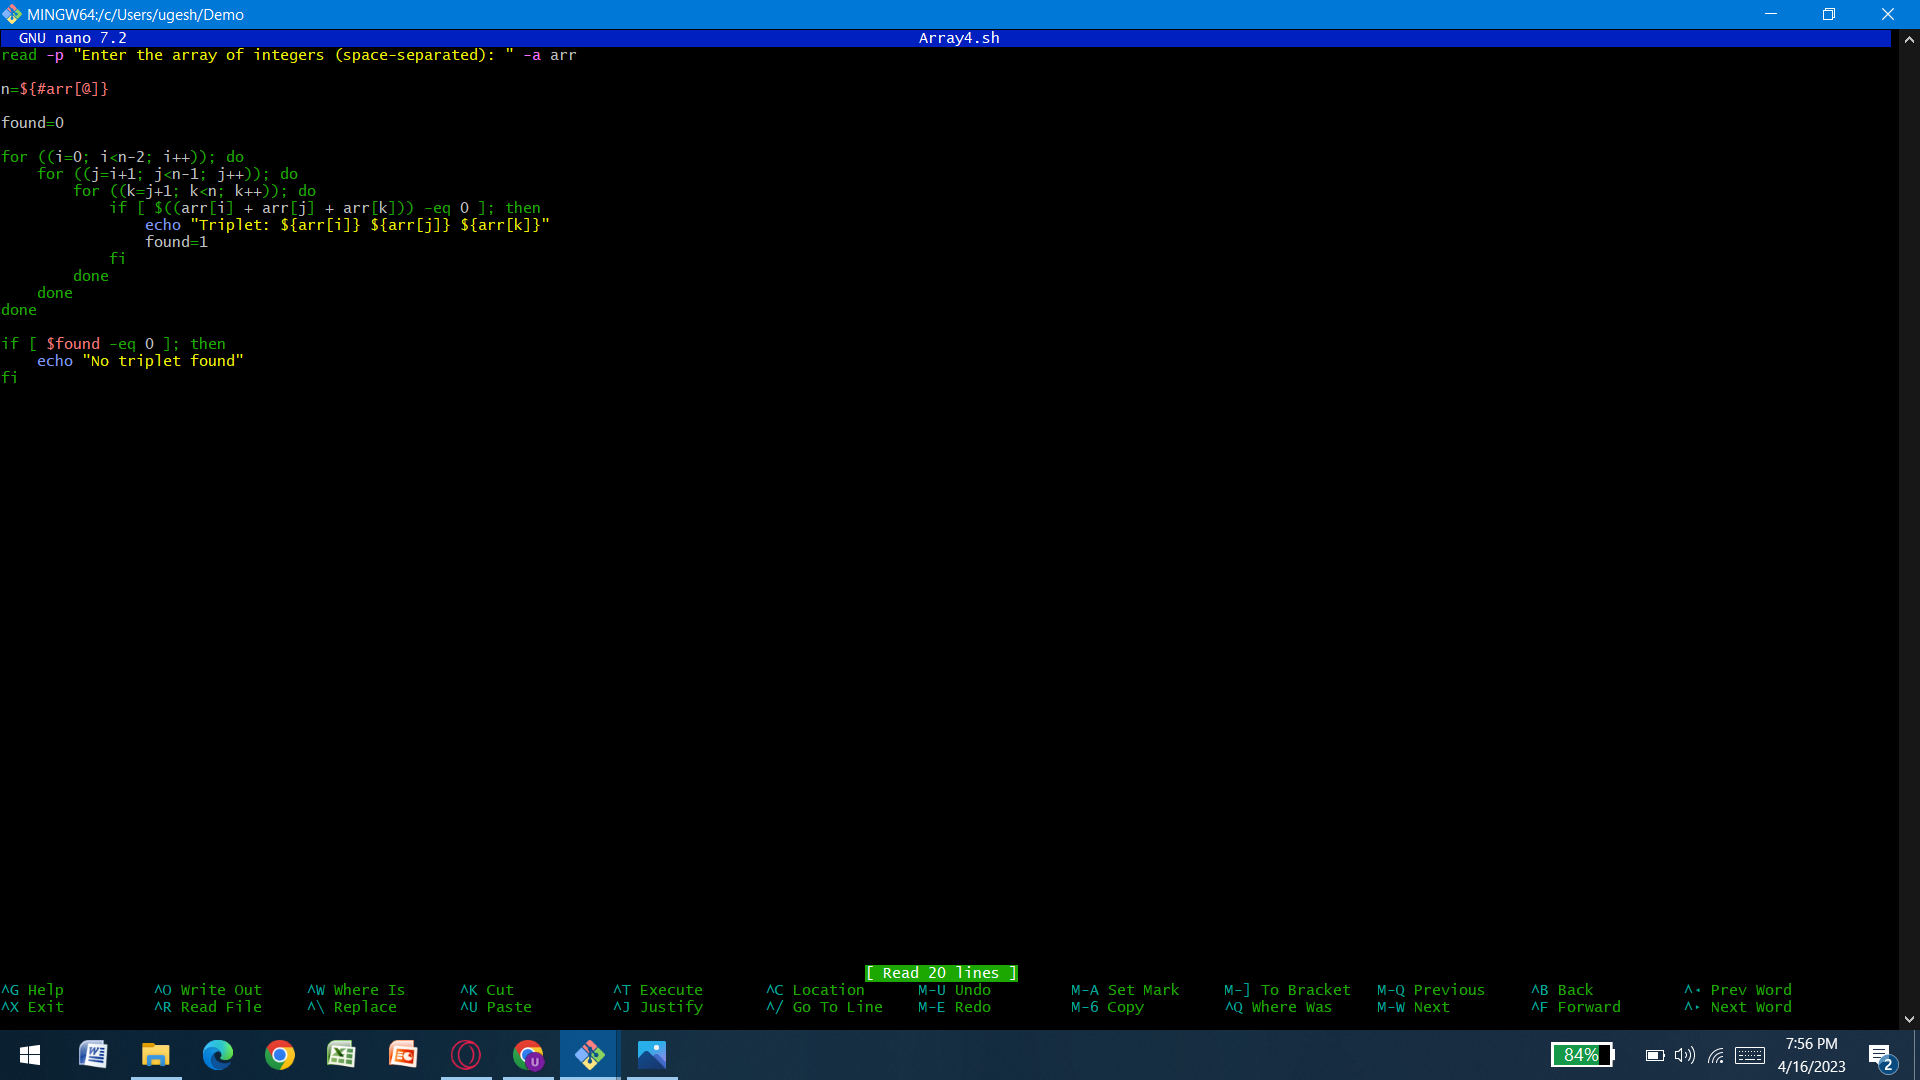 MINGW64:/c/Users/ugesh/Demo
GNU nano 7.2 Array4.sh
read -p "Enter the array of integers (space-separated): " -a arr
n=${#arr[@]}
found=0
for ((i=0; i<n-2; i++)); do
    for ((j=i+1; j<n-1; j++)); do
        for ((k=j+1; k<n; k++)); do
            if [ $((arr[i] + arr[j] + arr[k])) -eq 0 ]; then
                echo "Triplet: ${arr[i]} ${arr[j]} ${arr[k]}"
                found=1
            fi
        done
    done
done
if [ $found -eq 0 ]; then
    echo "No triplet found"
fi
[ Read 20 lines ]
^G Help ^O Write Out ^W Where Is ^K Cut ^T Execute ^C Location M-U Undo M-A Set Mark M-] To Bracket M-Q Previous ^B Back ^◂ Prev Word
^X Exit ^R Read File ^\ Replace ^U Paste ^J Justify ^/ Go To Line M-E Redo M-6 Copy ^Q Where Was M-W Next ^F Forward ^▸ Next Word
84%
7:56 PM
4/16/2023
2